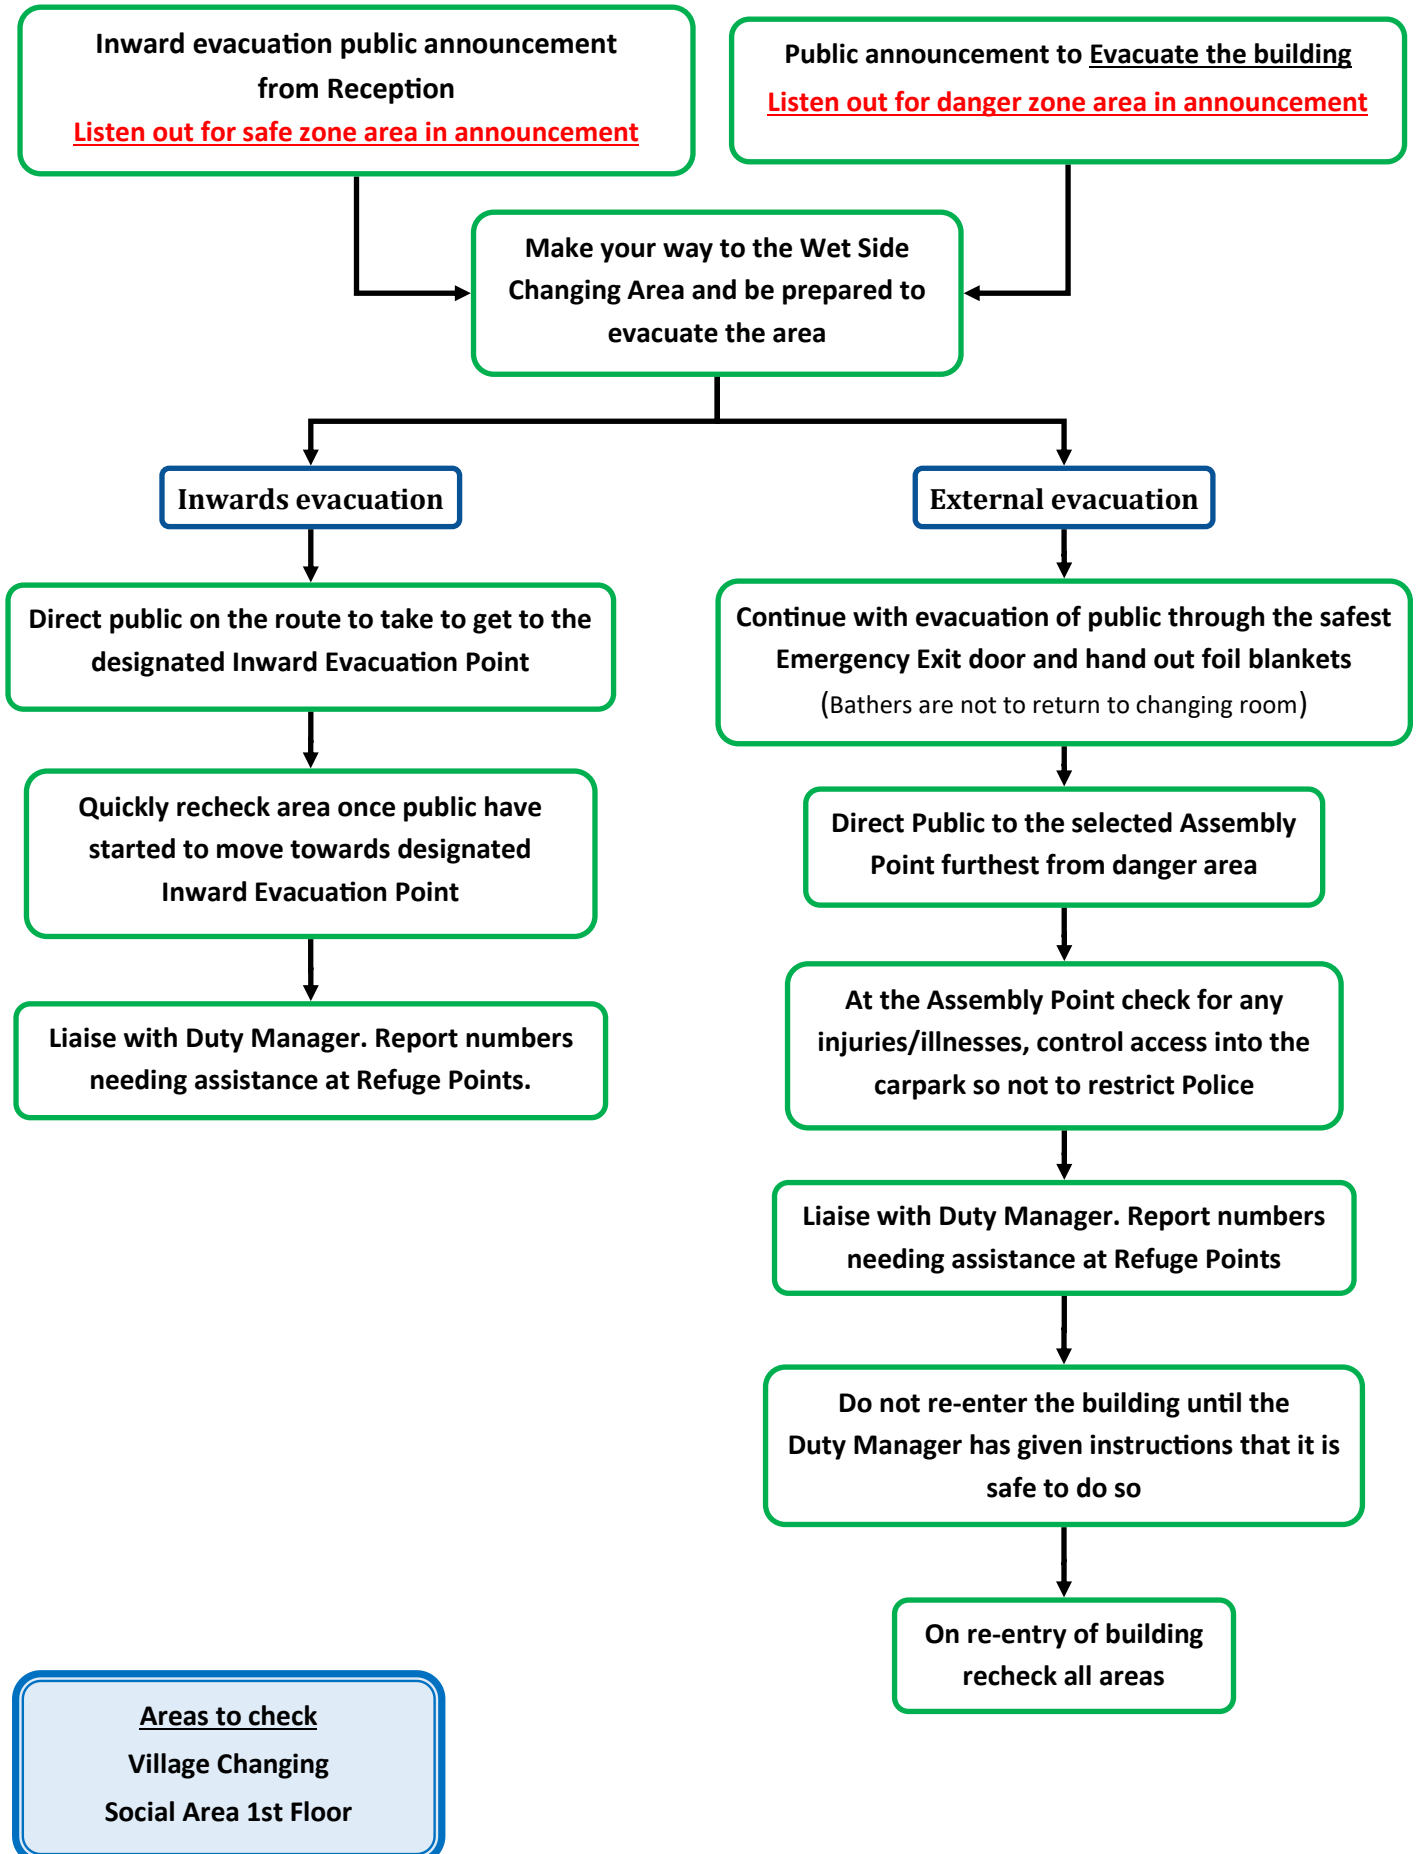 Inward evacuation public announcement
from Reception
Listen out for safe zone area in announcement
Public announcement to Evacuate the building
Listen out for danger zone area in announcement
Make your way to the Wet Side
Changing Area and be prepared to
evacuate the area
Inwards evacuation
Direct public on the route to take to get to the
designated Inward Evacuation Point
Quickly recheck area once public have
started to move towards designated
Inward Evacuation Point
Liaise with Duty Manager. Report numbers
needing assistance at Refuge Points.
External evacuation
Continue with evacuation of public through the safest
Emergency Exit door and hand out foil blankets
(Bathers are not to return to changing room)
Direct Public to the selected Assembly
Point furthest from danger area
At the Assembly Point check for any
injuries/illnesses, control access into the
carpark so not to restrict Police
Liaise with Duty Manager. Report numbers
needing assistance at Refuge Points
Do not re-enter the building until the
Duty Manager has given instructions that it is
safe to do so
On re-entry of building
recheck all areas
Areas to check
Village Changing
Social Area 1st Floor